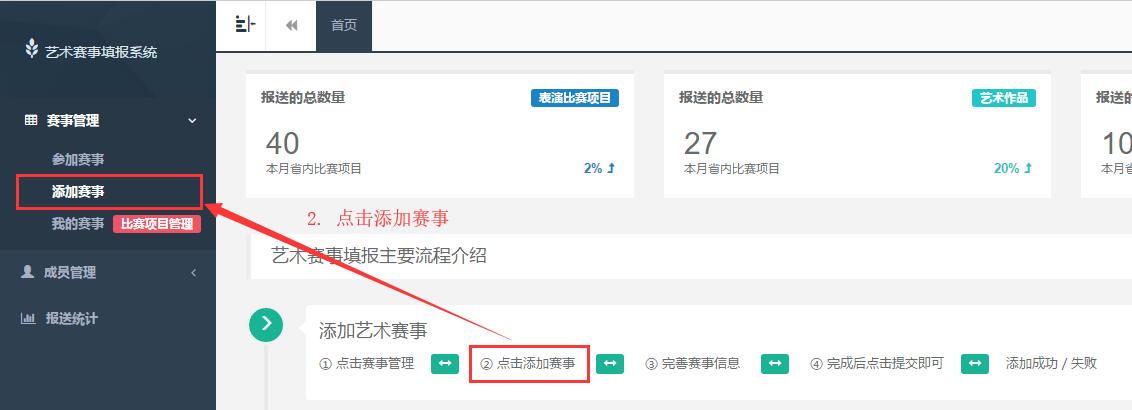 艺术赛事填报系统
首页
赛事管理
参加赛事
添加赛事
我的赛事 比赛项目管理
成员管理
报送统计
报送的总数量 表演比赛项目
40
本月省内比赛项目 2%
报送的总数量 艺术作品
27
本月省内比赛项目 20%
报送的
10
本月省
2. 点击添加赛事
艺术赛事填报主要流程介绍
添加艺术赛事
① 点击赛事管理 ② 点击添加赛事 ③ 完善赛事信息 ④ 完成后点击提交即可 添加成功 / 失败